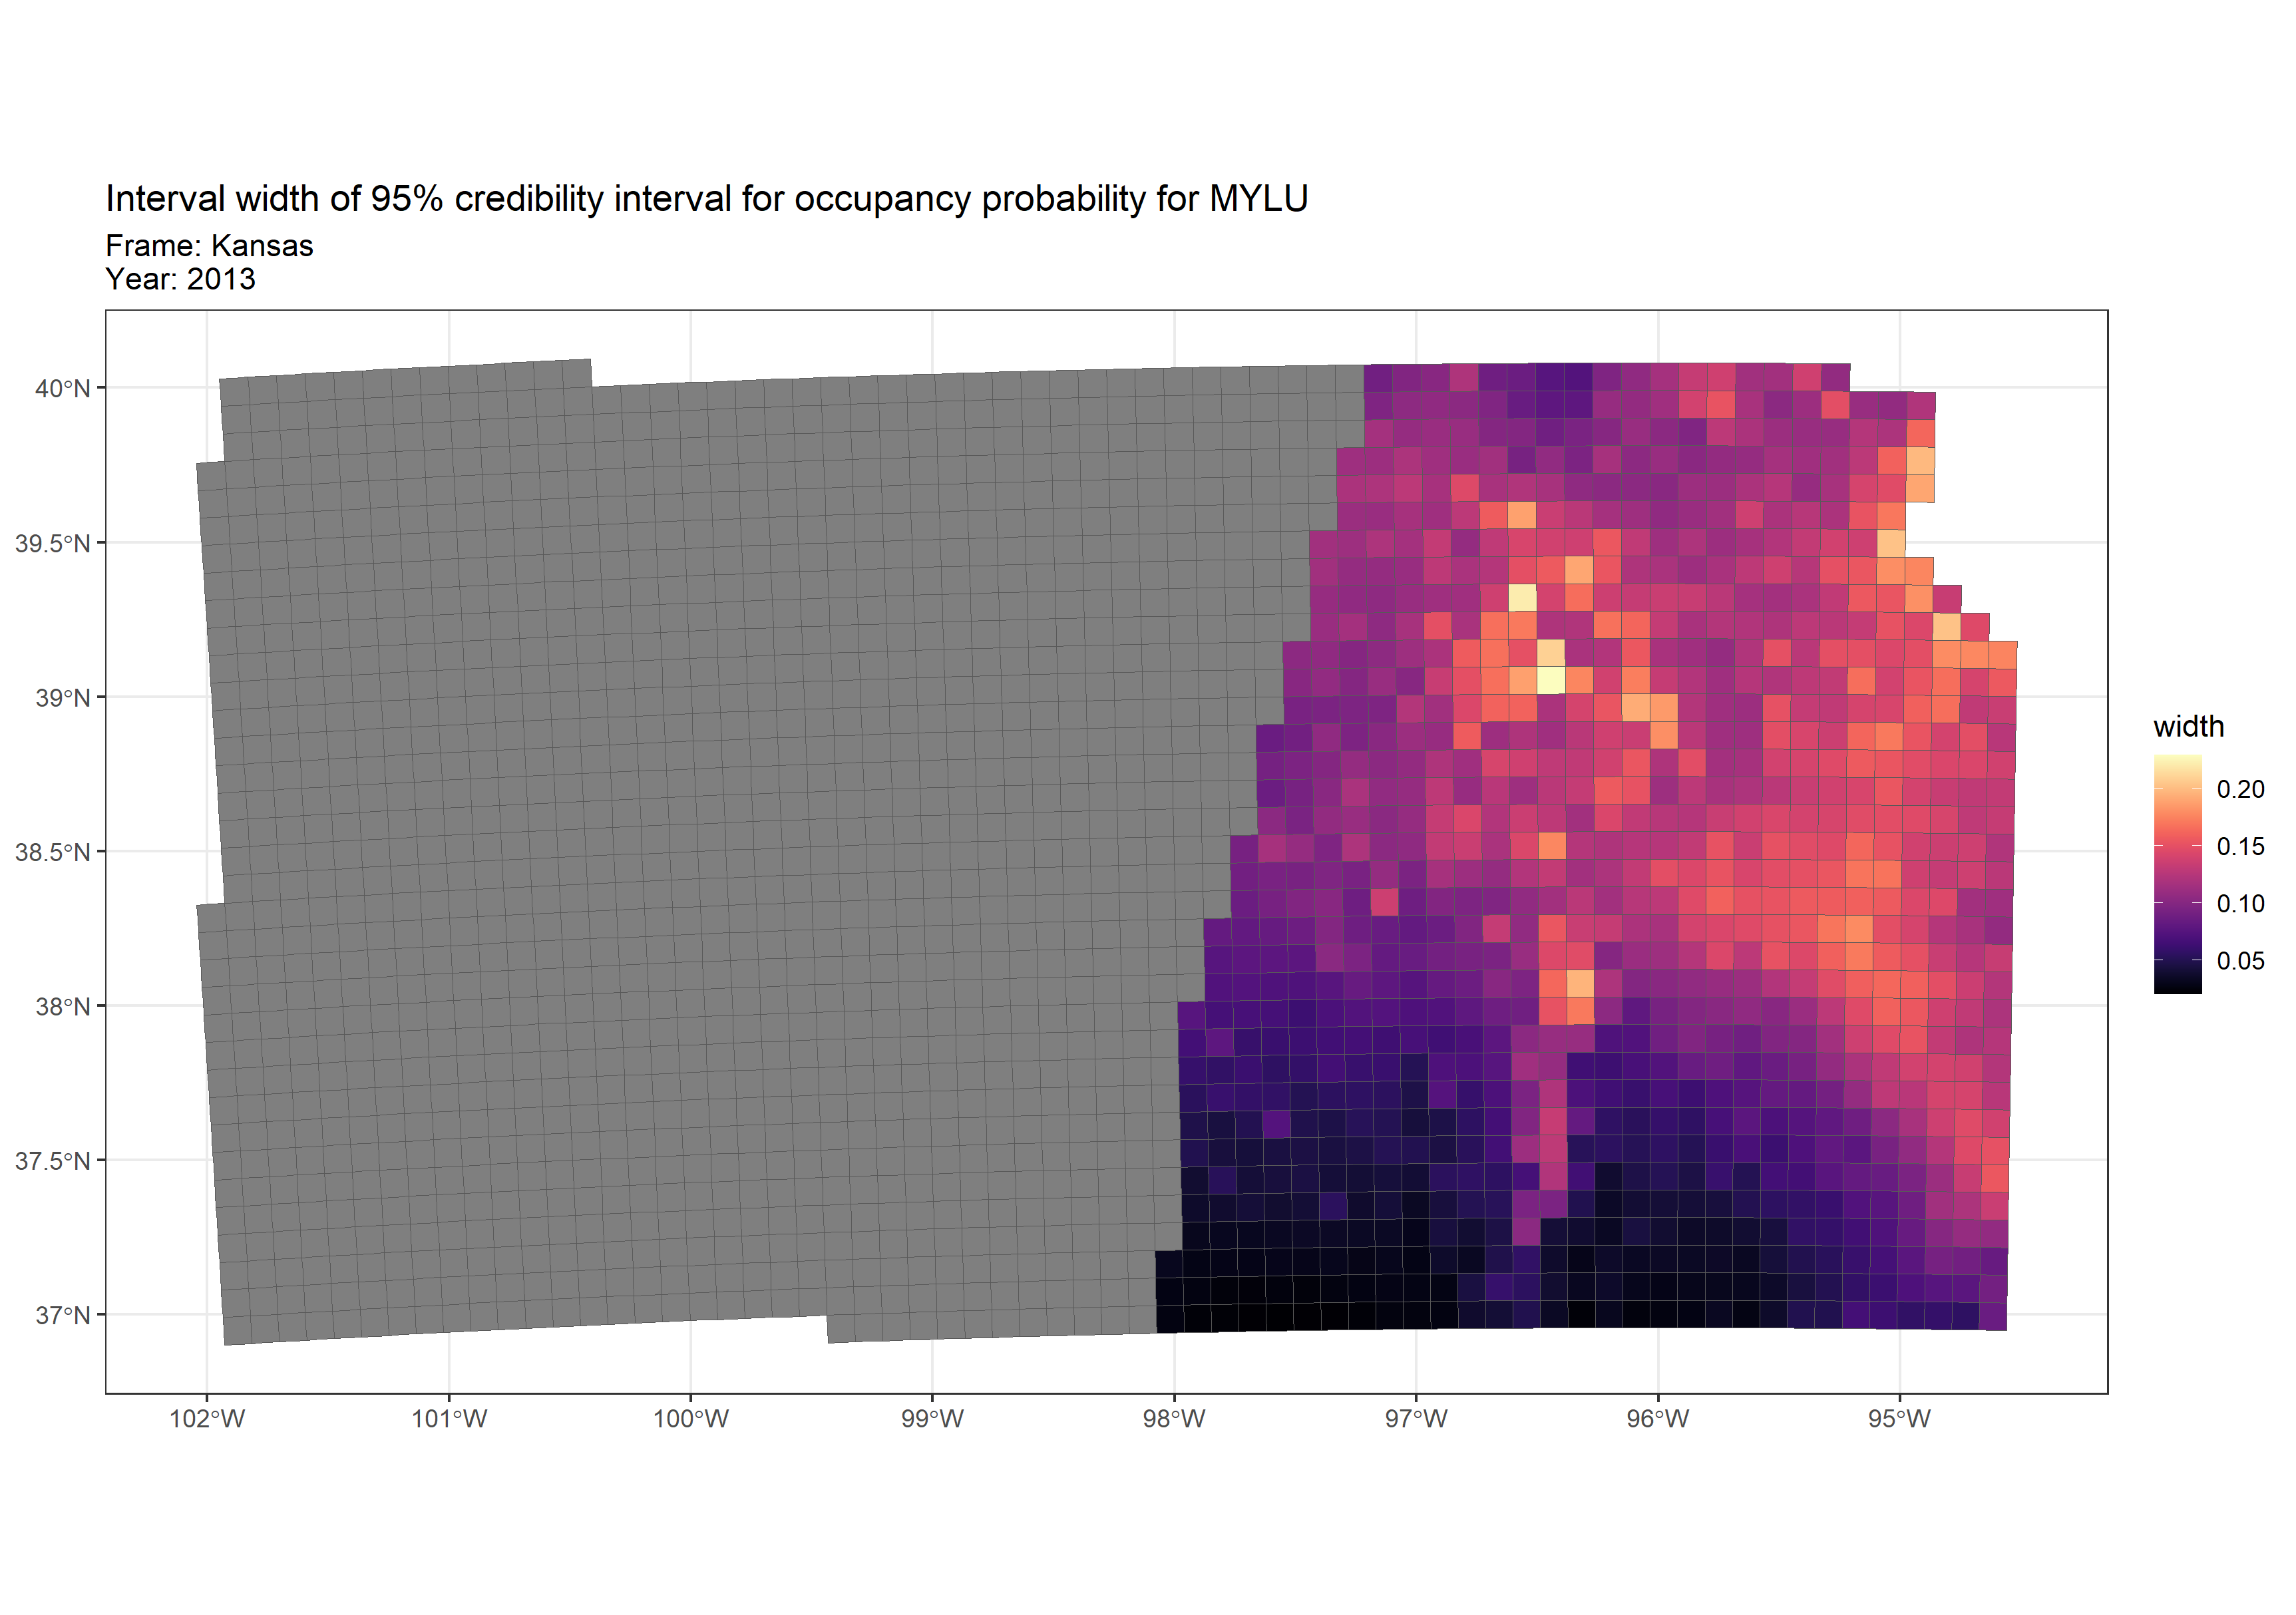 Interval width of 95% credibility interval for occupancy probability for MYLU
Frame: Kansas
Year: 2013
40°N
39.5°N
39°N
38.5°N
38°N
37.5°N
37°N
102°W
101°W
100°W
99°W
98°W
97°W
96°W
95°W
width
0.20
0.15
0.10
0.05